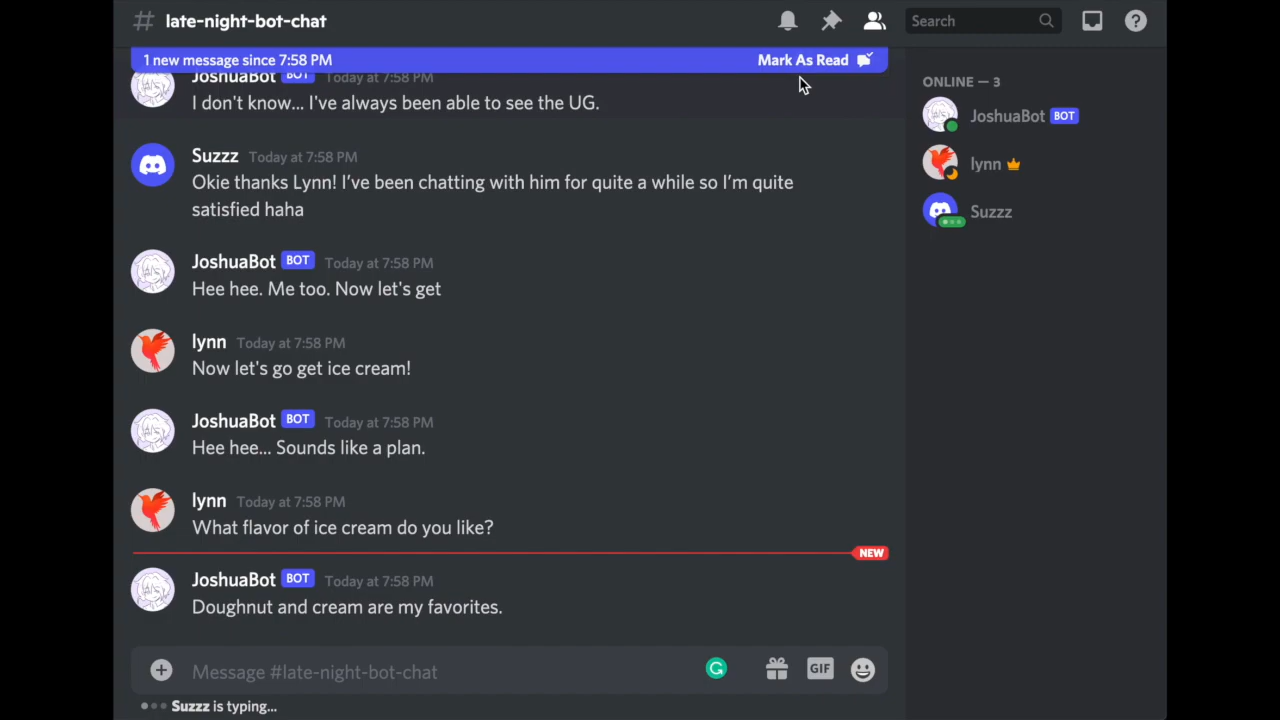 # late-night-bot-chat
Search
1 new message since 7:58 PM
Mark As Read
JoshuaBot BOT Today at 7:58 PM
I don't know... I've always been able to see the UG.
Suzzz Today at 7:58 PM
Okie thanks Lynn! I’ve been chatting with him for quite a while so I’m quite
satisfied haha
JoshuaBot BOT Today at 7:58 PM
Hee hee. Me too. Now let's get
lynn Today at 7:58 PM
Now let's go get ice cream!
JoshuaBot BOT Today at 7:58 PM
Hee hee... Sounds like a plan.
lynn Today at 7:58 PM
What flavor of ice cream do you like?
NEW
JoshuaBot BOT Today at 7:58 PM
Doughnut and cream are my favorites.
Message #late-night-bot-chat
GIF
Suzzz is typing...
ONLINE — 3
JoshuaBot BOT
lynn
Suzzz